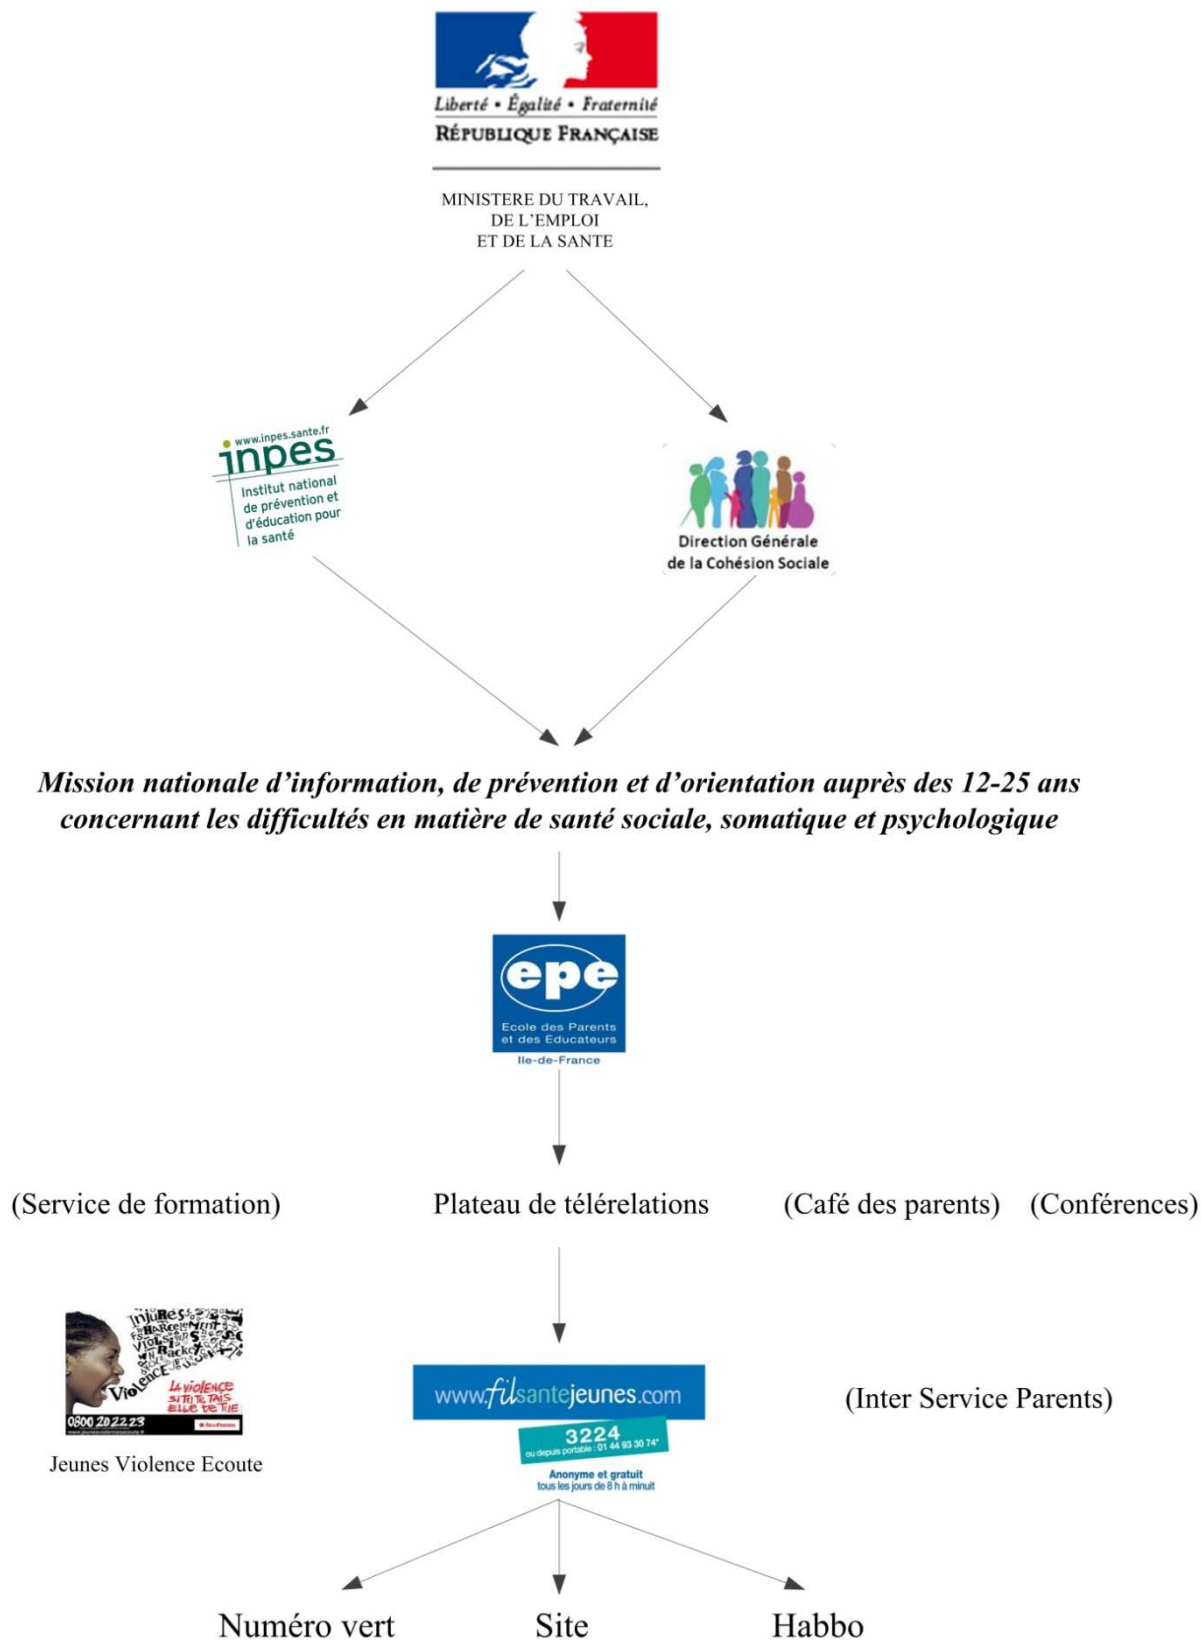 Liberté • Égalité • Fraternité
RÉPUBLIQUE FRANÇAISE
MINISTERE DU TRAVAIL,
DE L'EMPLOI
ET DE LA SANTE
www.inpes.sante.fr
inpes
Institut national
de prévention et
d'éducation pour
la santé
Direction Générale
de la Cohésion Sociale
Mission nationale d'information, de prévention et d'orientation auprès des 12-25 ans
concernant les difficultés en matière de santé sociale, somatique et psychologique
epe
Ecole des Parents
et des Educateurs
Ile-de-France
(Service de formation) Plateau de télérelations (Café des parents) (Conférences)
INJURES
HARCELEMENT
VIOLS
Racket
Violence
LA VIOLENCE
SI TU TE TAIS
ELLE TE TUE
0800 20 22 23
Jeunes Violence Ecoute
www.filsantejeunes.com
3224
ou depuis portable : 01 44 93 30 74*
Anonyme et gratuit
tous les jours de 8 h à minuit
(Inter Service Parents)
Numéro vert Site Habbo